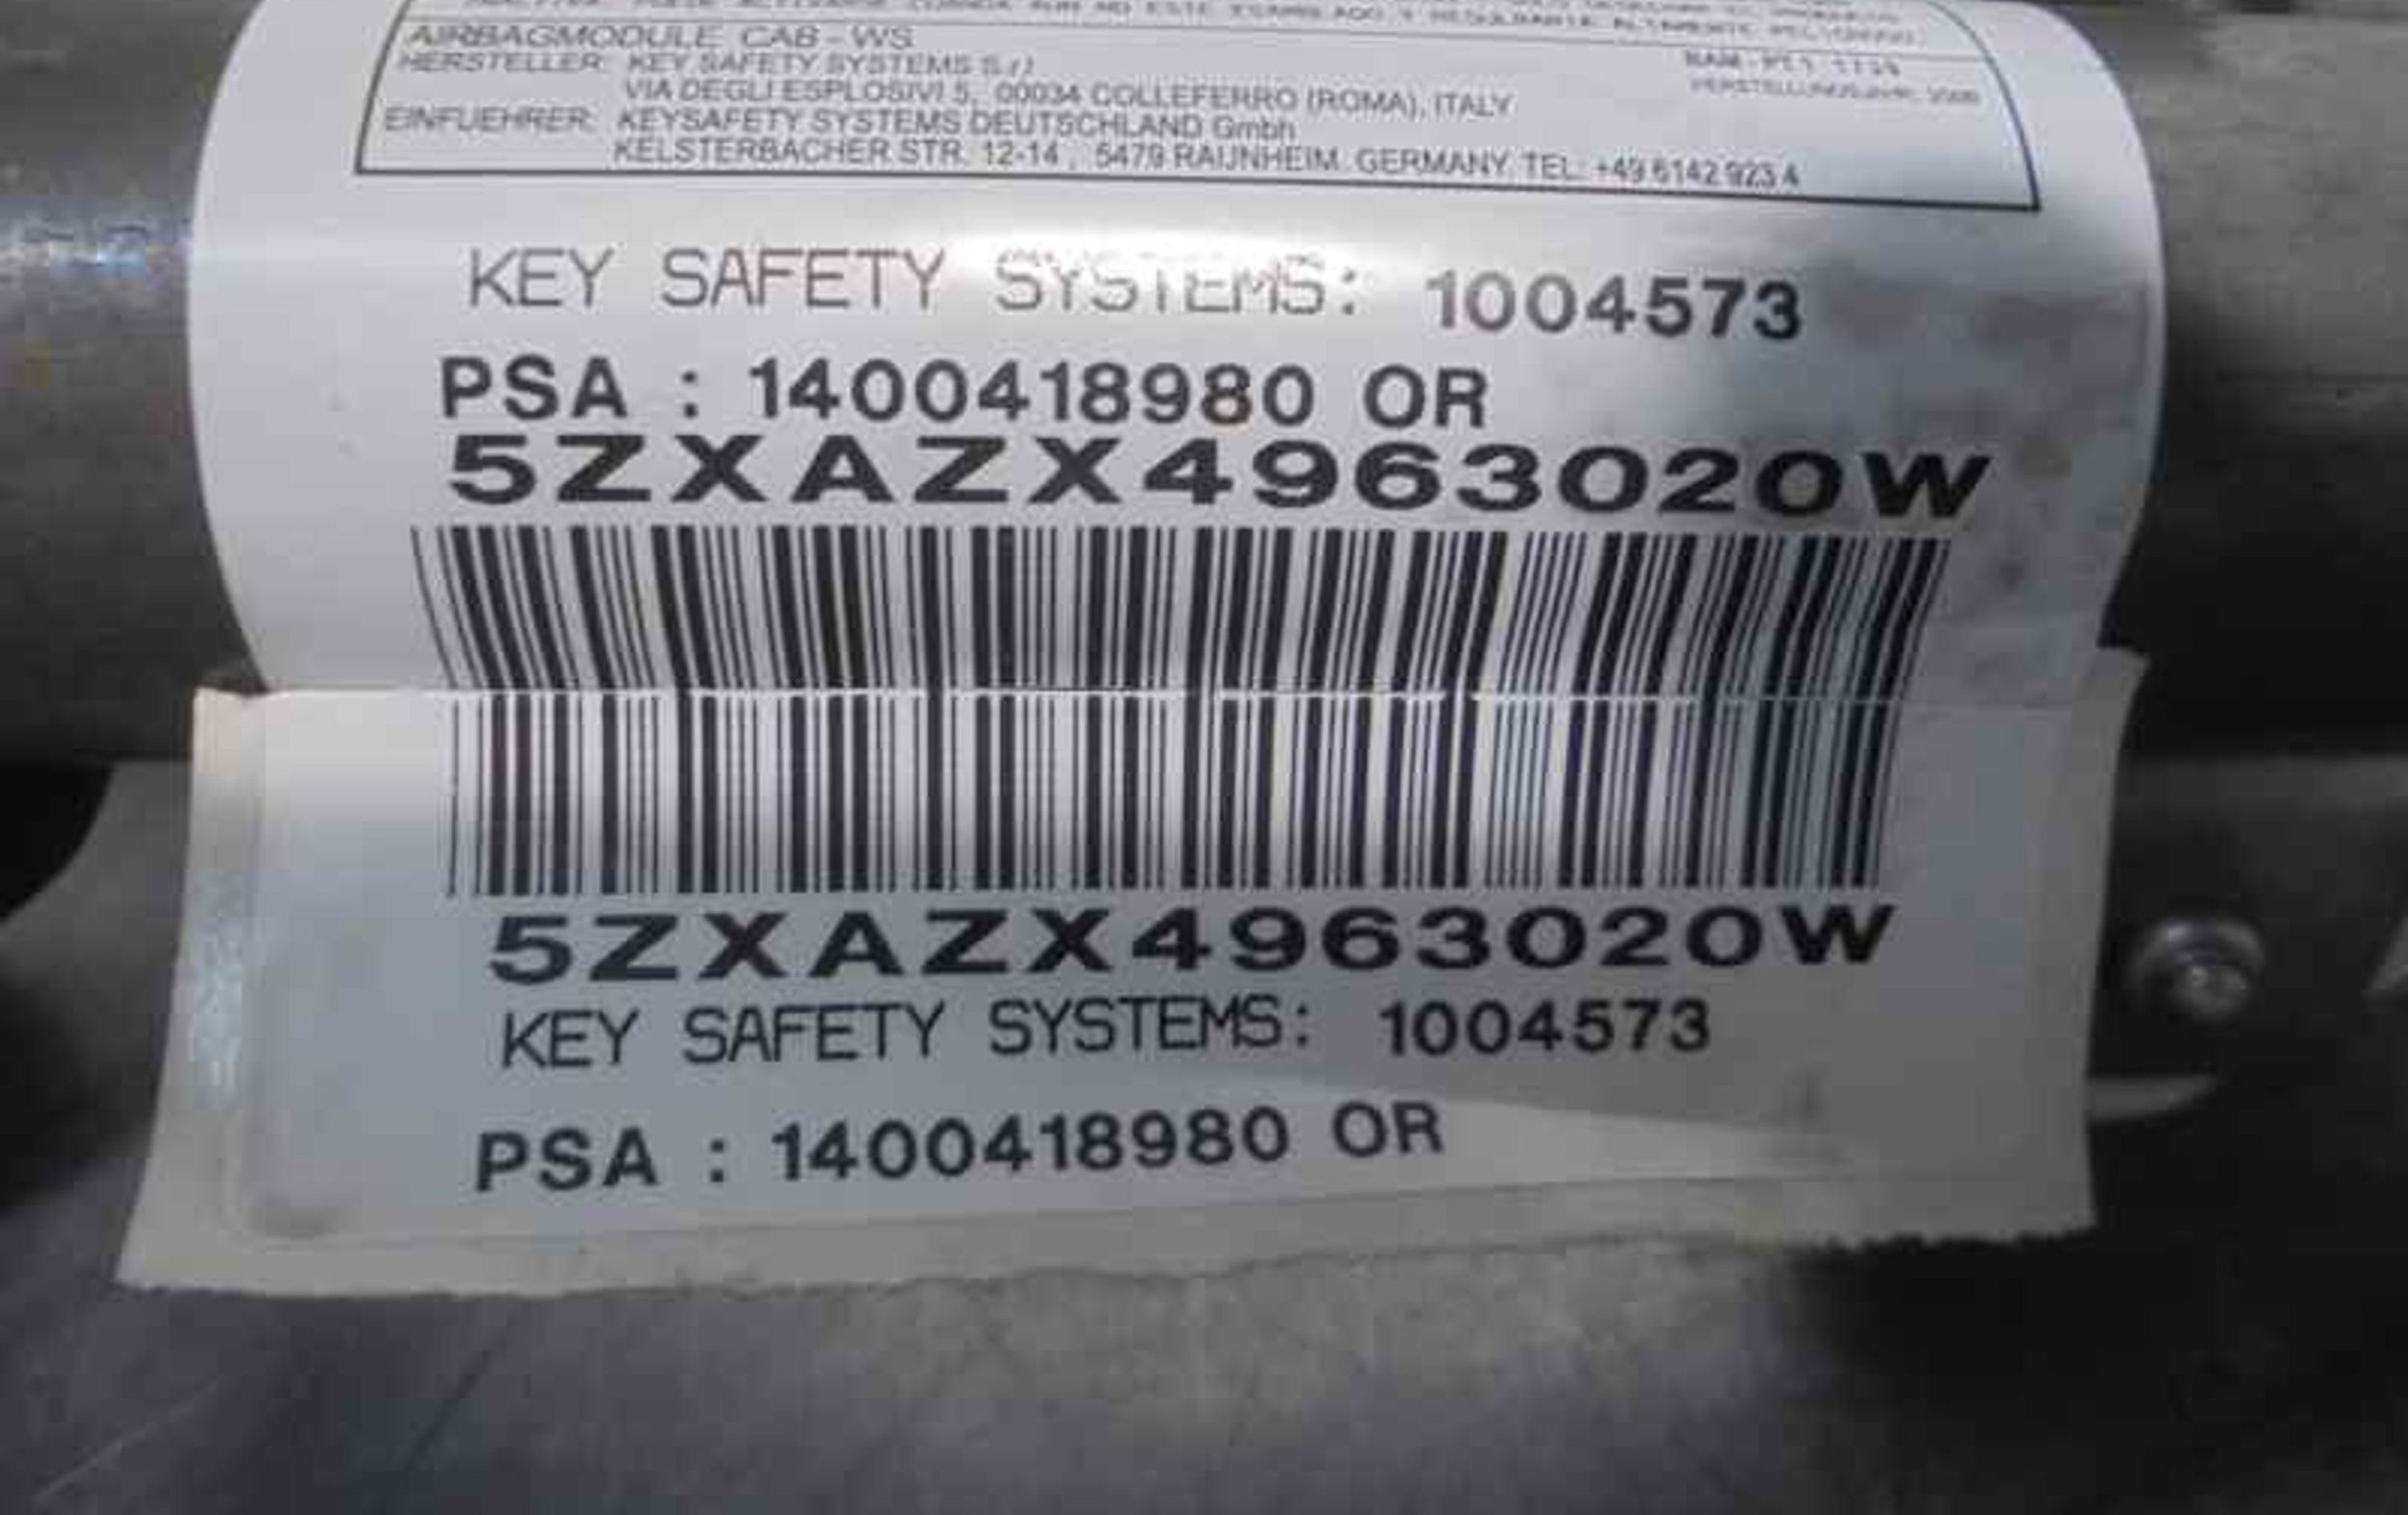 AIRBAGMODULE CAB - WS
HERSTELLER: KEY SAFETY SYSTEMS S.r.l
VIA DEGLI ESPLOSIVI 5, 00034 COLLEFERRO (ROMA), ITALY
EINFUEHRER: KEYSAFETY SYSTEMS DEUTSCHLAND Gmbh
KELSTERBACHER STR. 12-14, 5479 RAIJNHEIM. GERMANY. TEL: +49 6142 923 4
KEY SAFETY SYSTEMS: 1004573
PSA : 1400418980 OR
5ZXAZX4963020W
5ZXAZX4963020W
KEY SAFETY SYSTEMS: 1004573
PSA : 1400418980 OR